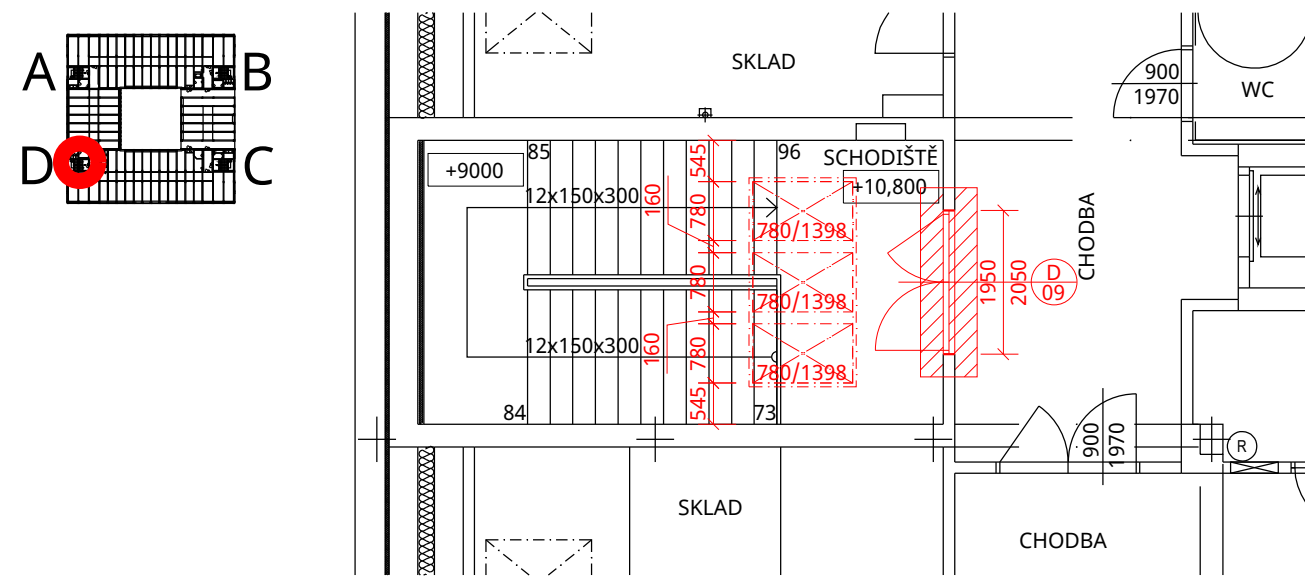 A
B
D
C
SKLAD
900
1970
WC
85
96
SCHODIŠTĚ
+9000
+10,800
545
12x150x300
160
780
780/1398
CHODBA
780
780/1398
1950
2050
D
09
12x150x300
160
780
780/1398
545
84
73
900
1970
R
SKLAD
CHODBA